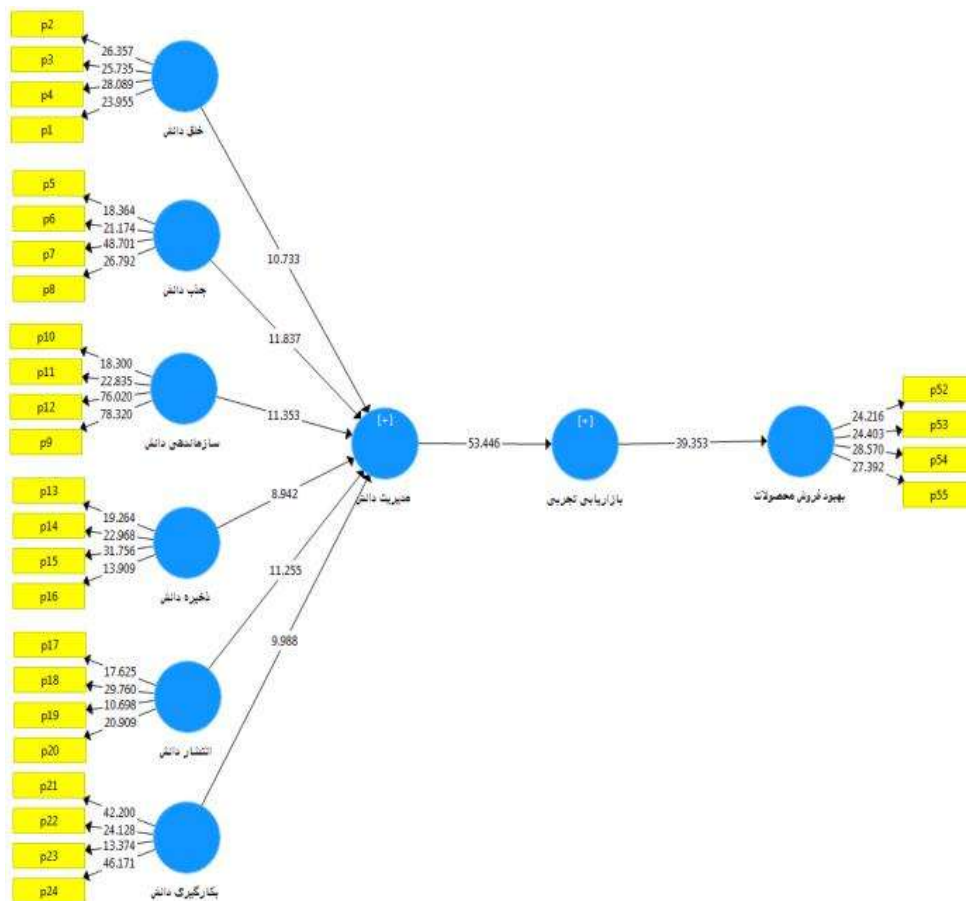 p2
p3
p4
p1
26.357
25.735
28.089
23.955
خلق دانش
p5
p6
p7
p8
18.364
21.174
48.701
26.792
جذب دانش
p10
p11
p12
p9
18.300
22.835
76.020
78.320
سازماندهی دانش
p13
p14
p15
p16
19.264
22.968
31.756
13.909
ذخیره دانش
p17
p18
p19
p20
17.625
29.760
10.698
20.909
انتشار دانش
p21
p22
p23
p24
42.200
24.128
13.374
46.171
بکارگیری دانش
10.733
11.837
11.353
8.942
11.255
9.988
[+]
مدیریت دانش
53.446
[+]
بازاریابی تجربی
39.353
بهبود فروش محصولات
24.216
24.403
28.570
27.392
p52
p53
p54
p55